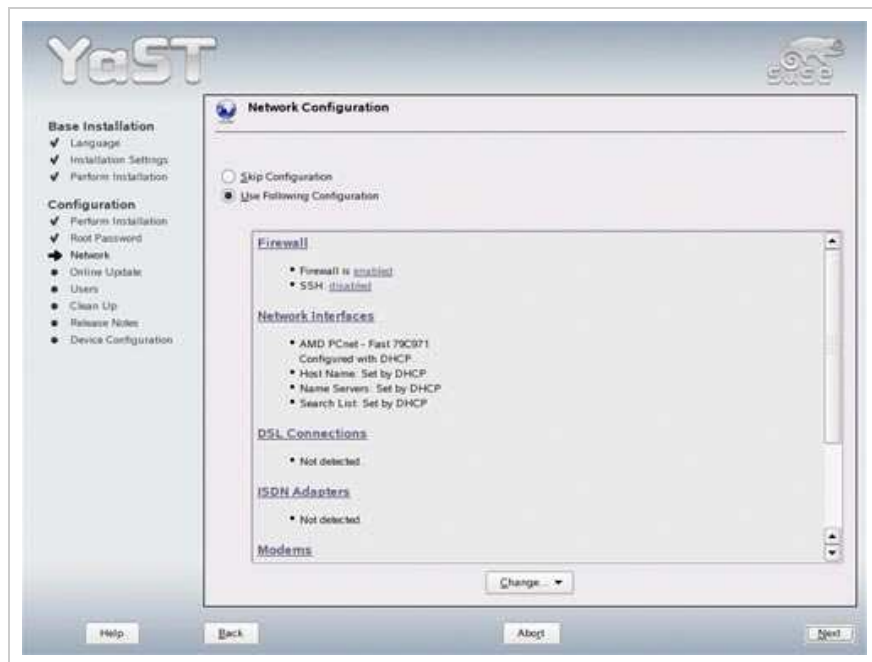 YaST
SUSE
Network Configuration
Base Installation
Language
Installation Settings
Perform Installation
Configuration
Perform Installation
Root Password
Network
Online Update
Users
Clean Up
Release Notes
Device Configuration
Skip Configuration
Use Following Configuration
Firewall
Firewall is enabled
SSH disabled
Network Interfaces
AMD PCnet - Fast 79C971
Configured with DHCP
Host Name: Set by DHCP
Name Servers: Set by DHCP
Search List: Set by DHCP
DSL Connections
Not detected.
ISDN Adapters
Not detected.
Modems
Change...
Help
Back
Abort
Next